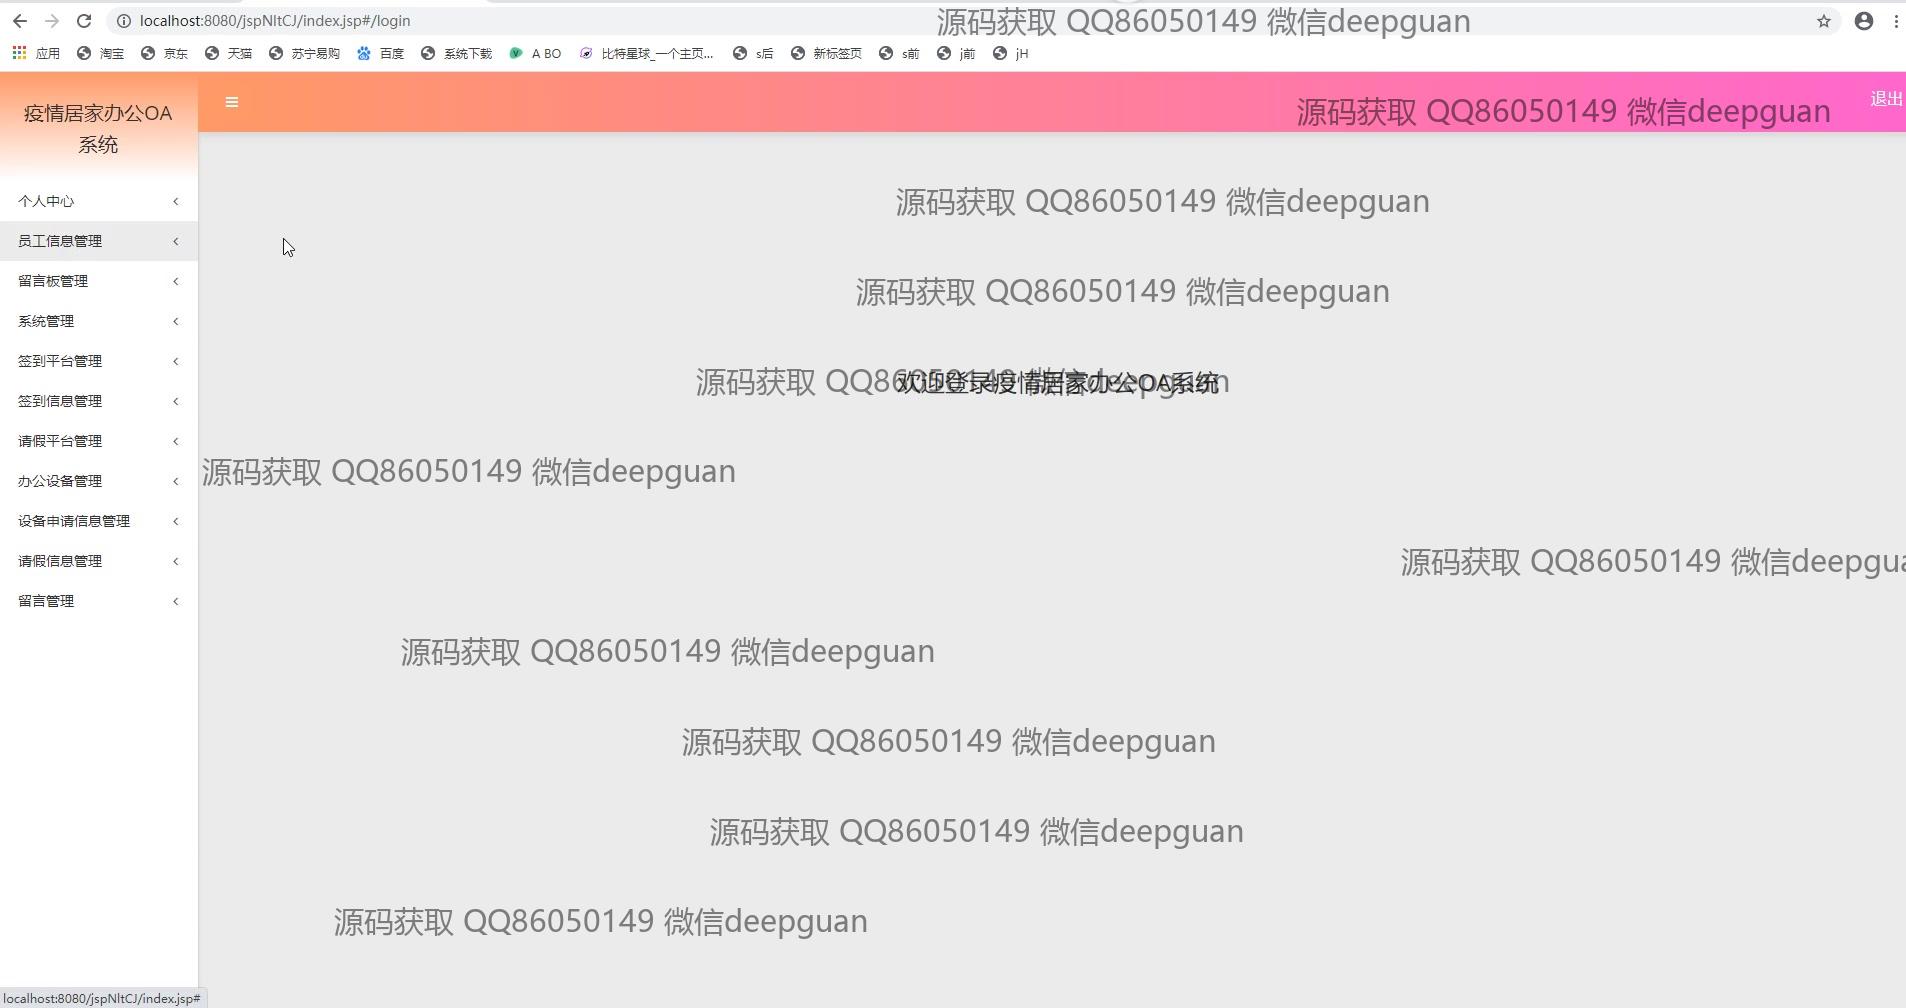 localhost:8080/jspNltCJ/index.jsp#/login
源码获取 QQ86050149 微信deepguan
应用 淘宝 京东 天猫 苏宁易购 百度 系统下载 A BO 比特星球_一个主页... s后 新标签页 s前 j前 jH
疫情居家办公OA
系统
源码获取 QQ86050149 微信deepguan
退出
个人中心
员工信息管理
留言板管理
系统管理
签到平台管理
签到信息管理
请假平台管理
办公设备管理
设备申请信息管理
请假信息管理
留言管理
源码获取 QQ86050149 微信deepguan
源码获取 QQ86050149 微信deepguan
源码获取 QQ86050149 微信deepguan
欢迎登录疫情居家办公OA系统
源码获取 QQ86050149 微信deepguan
源码获取 QQ86050149 微信deepgua
源码获取 QQ86050149 微信deepguan
源码获取 QQ86050149 微信deepguan
源码获取 QQ86050149 微信deepguan
源码获取 QQ86050149 微信deepguan
localhost:8080/jspNltCJ/index.jsp#